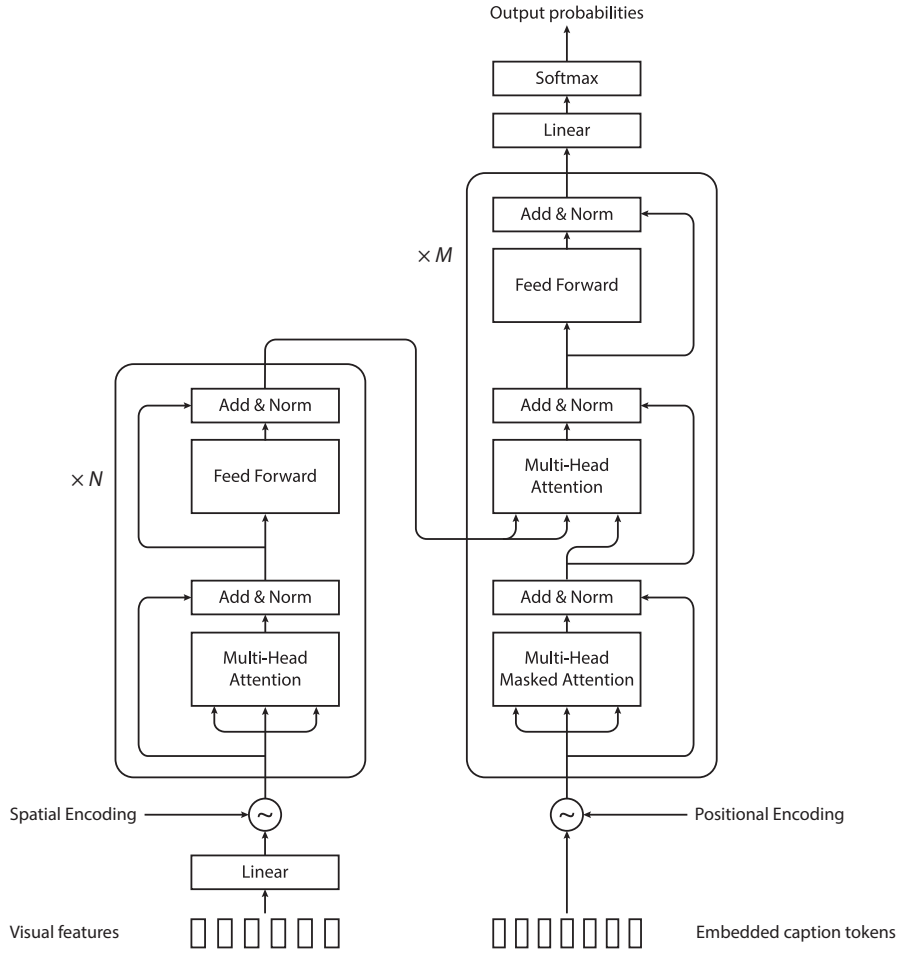 Output probabilities
Softmax
Linear
Add & Norm
× M
Feed Forward
Add & Norm
Multi-Head
Attention
Add & Norm
Multi-Head
Masked Attention
Add & Norm
× N
Feed Forward
Add & Norm
Multi-Head
Attention
Spatial Encoding
~
~
Positional Encoding
Linear
Visual features
Embedded caption tokens